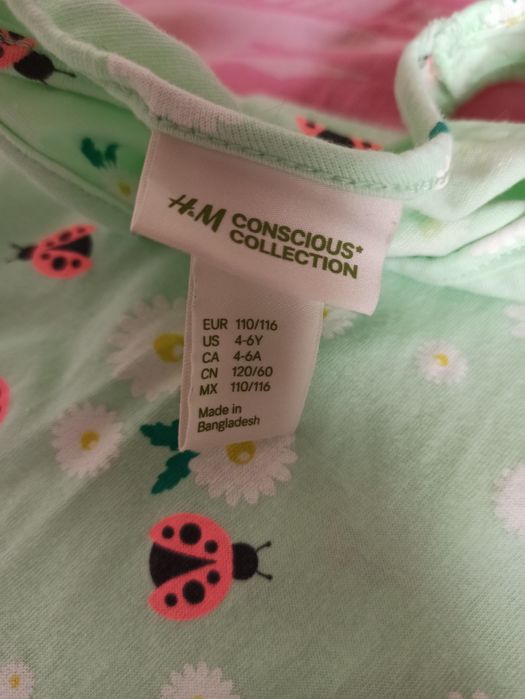 H&M CONSCIOUS*
COLLECTION
EUR 110/116
US 4-6Y
CA 4-6A
CN 120/60
MX 110/116
Made in
Bangladesh